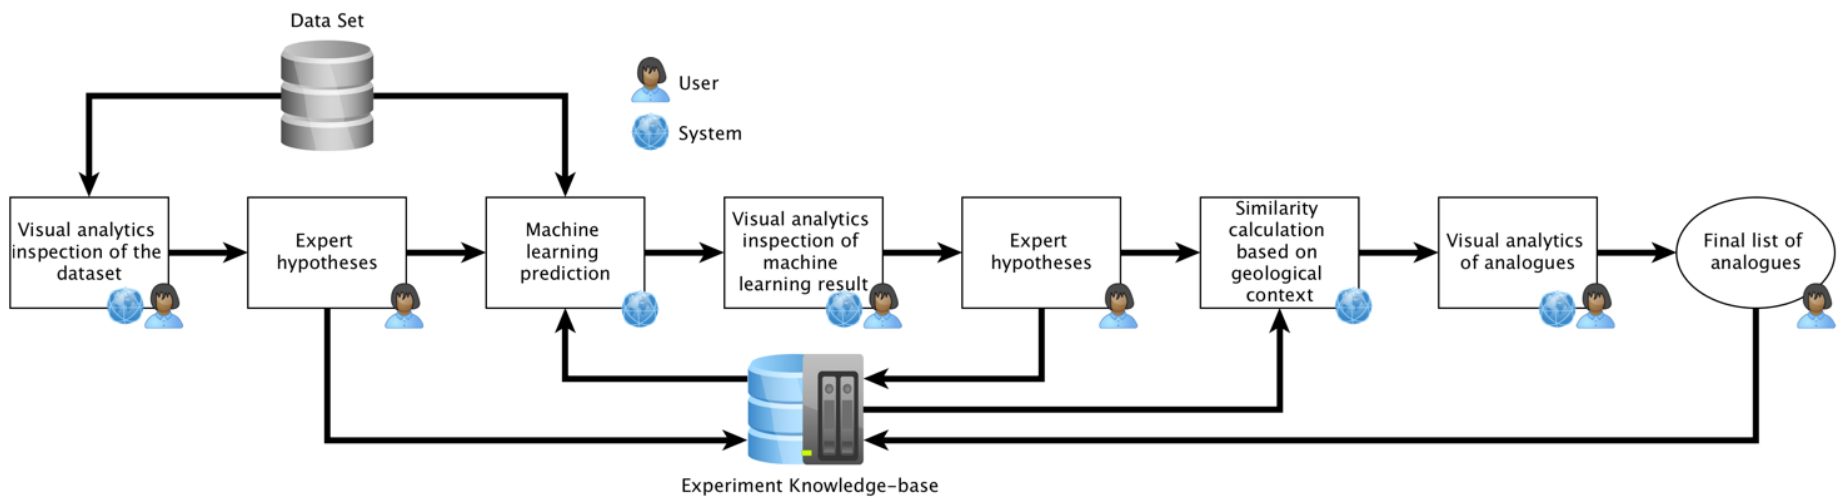 Data Set
User
System
Visual analytics
inspection of the
dataset
Expert
hypotheses
Machine
learning
prediction
Visual analytics
inspection of
machine
learning result
Expert
hypotheses
Similarity
calculation
based on
geological
context
Visual analytics
of analogues
Final list of
analogues
Experiment Knowledge-base